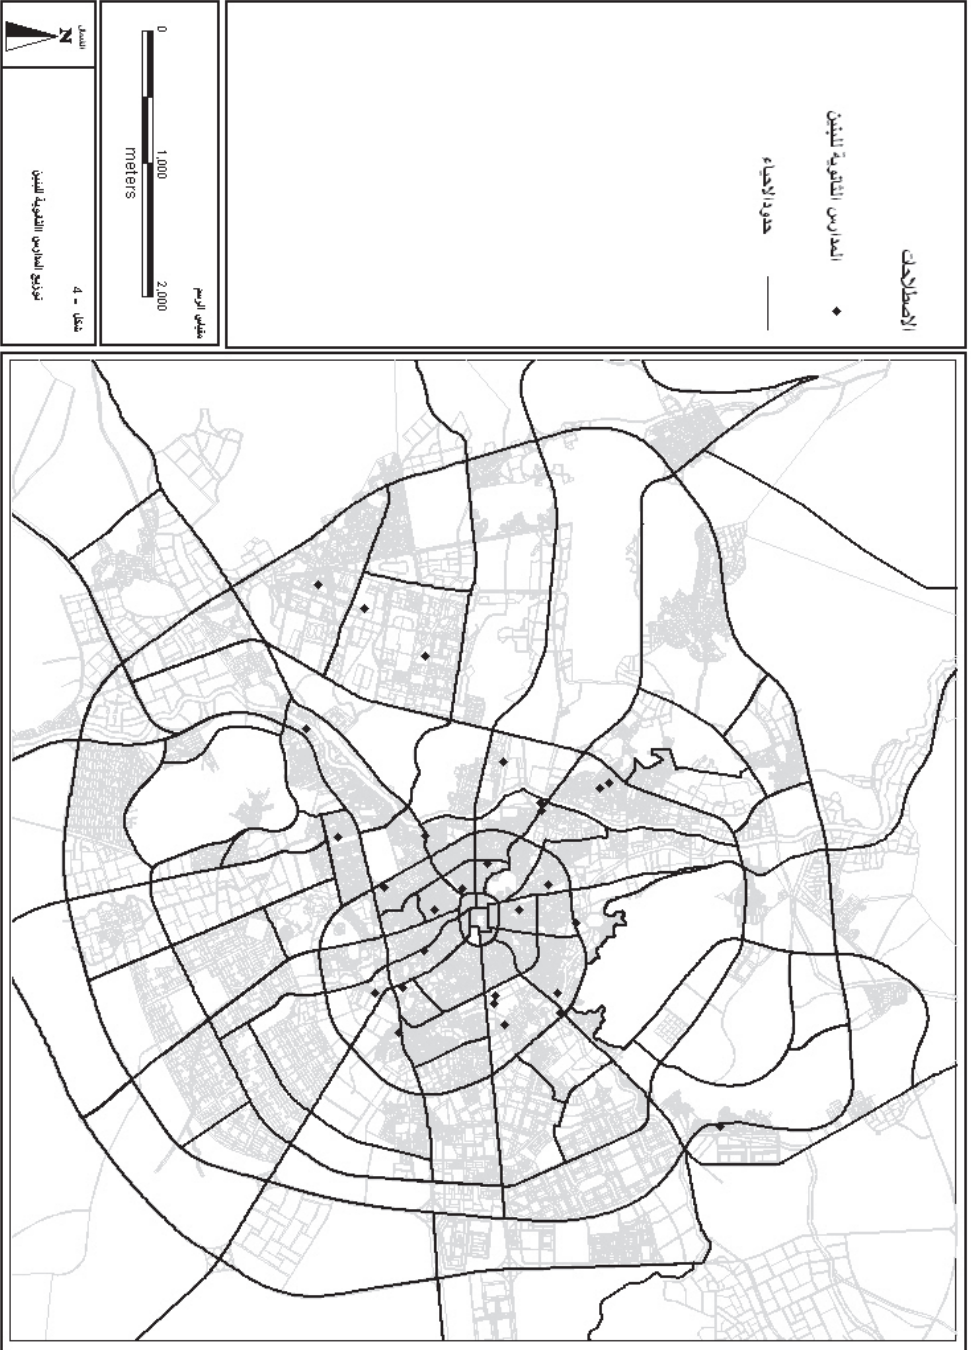 الاصطلاحات
المدارس الثانوية للبنين
حدود الاحياء
مقياس الرسم
0 1,000 2,000
meters
الشمال
N
شكل - 4
توزيع المدارس الثانوية للبنين